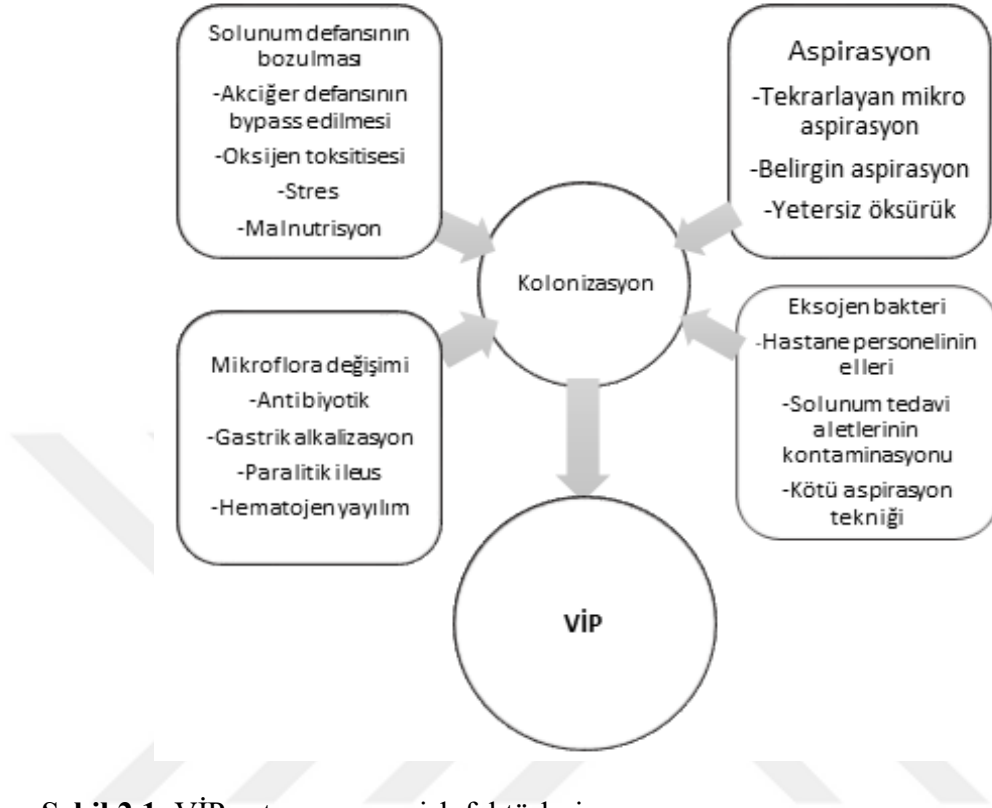 Solunum defansının
bozulması
-Akciğer defansının
bypass edilmesi
-Oksijen toksitisesi
-Stres
-Malnutrisyon
Aspirasyon
-Tekrarlayan mikro
aspirasyon
-Belirgin aspirasyon
-Yetersiz öksürük
Kolonizasyon
Mikroflora değişimi
-Antibiyotik
-Gastrik alkalizasyon
-Paralitik ileus
-Hematojen yayılım
Eksojen bakteri
-Hastane personelinin
elleri
-Solunum tedavi
aletlerinin
kontaminasyonu
-Kötü aspirasyon
tekniği
VİP
Şekil 2.1. VİP